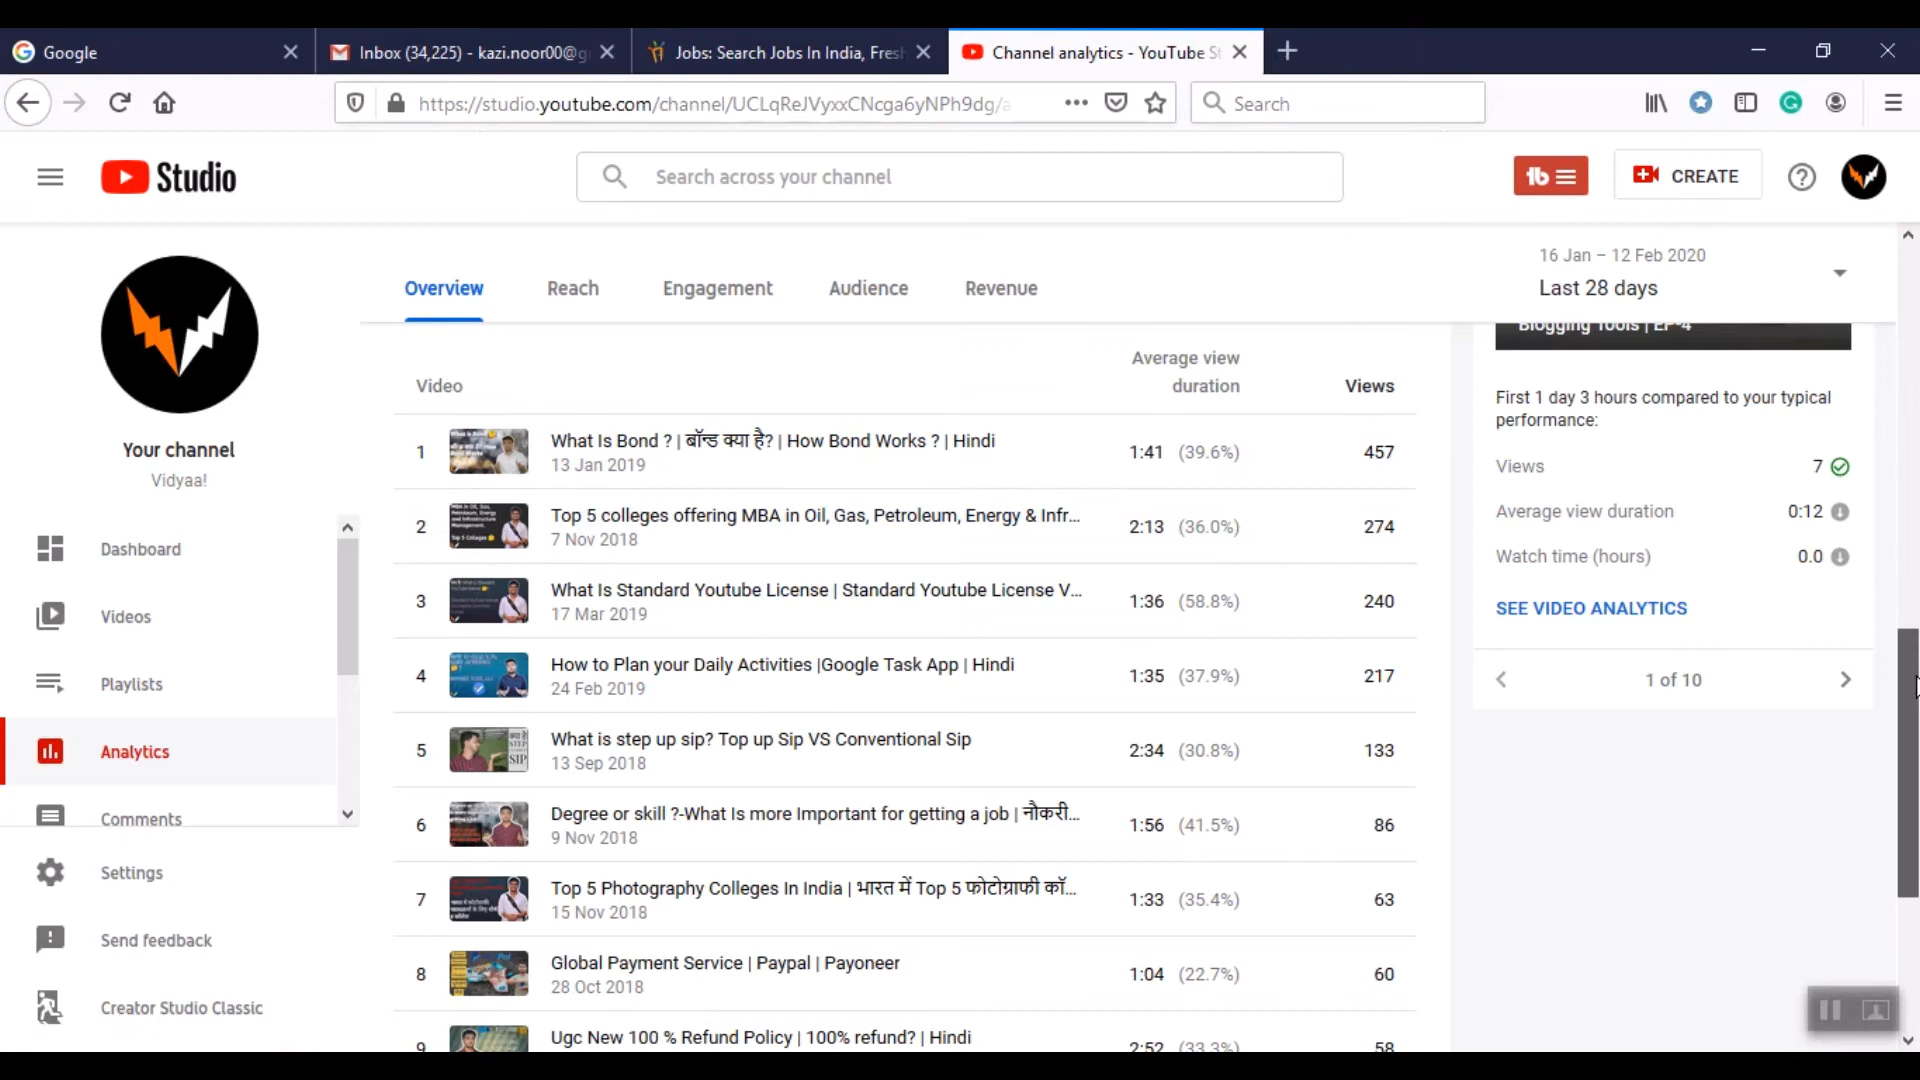 Google
Inbox (34,225) - kazi.noor00@g
Jobs: Search Jobs In India, Fresh
Channel analytics - YouTube St
https://studio.youtube.com/channel/UCLqReJVyxxCNcga6yNPh9dg/a
Search
Studio
Search across your channel
tb
CREATE
Your channel
Vidyaa!
Dashboard
Videos
Playlists
Analytics
Comments
Settings
Send feedback
Creator Studio Classic
Overview
Reach
Engagement
Audience
Revenue
16 Jan – 12 Feb 2020
Last 28 days
Video
Average view
duration
Views
1 What Is Bond ? | बॉन्ड क्या है? | How Bond Works ? | Hindi 1:41 (39.6%) 457
13 Jan 2019
2 Top 5 colleges offering MBA in Oil, Gas, Petroleum, Energy & Infr... 2:13 (36.0%) 274
7 Nov 2018
3 What Is Standard Youtube License | Standard Youtube License V... 1:36 (58.8%) 240
17 Mar 2019
4 How to Plan your Daily Activities |Google Task App | Hindi 1:35 (37.9%) 217
24 Feb 2019
5 What is step up sip? Top up Sip VS Conventional Sip 2:34 (30.8%) 133
13 Sep 2018
6 Degree or skill ?-What Is more Important for getting a job | नौकरी... 1:56 (41.5%) 86
9 Nov 2018
7 Top 5 Photography Colleges In India | भारत में Top 5 फोटोग्राफी कॉ... 1:33 (35.4%) 63
15 Nov 2018
8 Global Payment Service | Paypal | Payoneer 1:04 (22.7%) 60
28 Oct 2018
9 Ugc New 100 % Refund Policy | 100% refund? | Hindi 2:52 (33.3%) 58
Blogging Tools | EP-4
First 1 day 3 hours compared to your typical
performance:
Views 7
Average view duration 0:12
Watch time (hours) 0.0
SEE VIDEO ANALYTICS
1 of 10